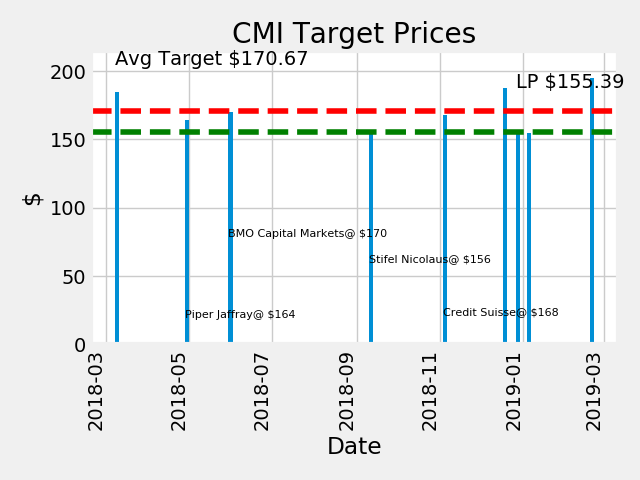 CMI Target Prices
Avg Target $170.67
LP $155.39
200
150
100
50
0
$
BMO Capital Markets@ $170
Stifel Nicolaus@ $156
Piper Jaffray@ $164
Credit Suisse@ $168
2018-03
2018-05
2018-07
2018-09
2018-11
2019-01
2019-03
Date